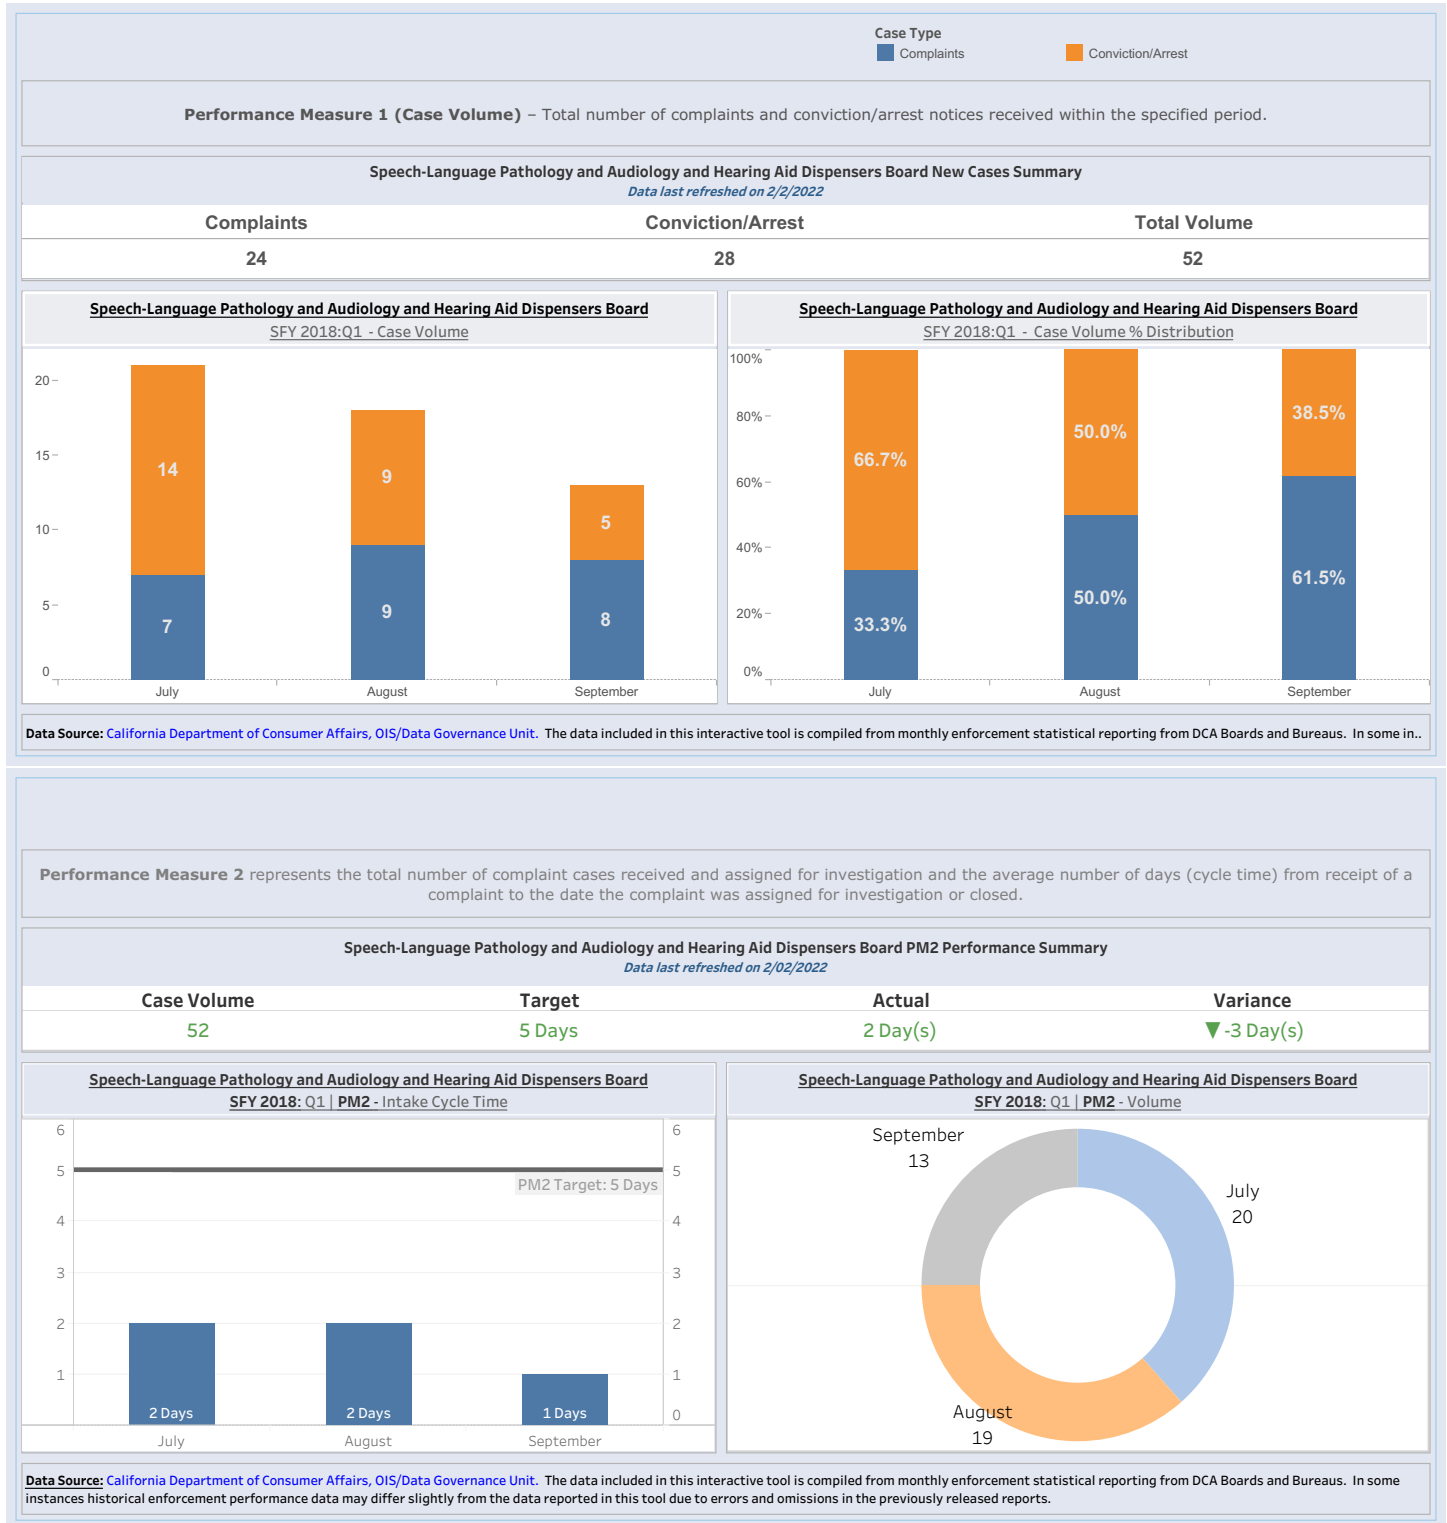 Case Type
Complaints
Conviction/Arrest
Performance Measure 1 (Case Volume) – Total number of complaints and conviction/arrest notices received within the specified period.
Speech-Language Pathology and Audiology and Hearing Aid Dispensers Board New Cases Summary
Data last refreshed on 2/2/2022
Complaints Conviction/Arrest Total Volume
24 28 52
Speech-Language Pathology and Audiology and Hearing Aid Dispensers Board
SFY 2018:Q1 - Case Volume
20
15
10
5
0
14
7
9
9
5
8
July August September
Speech-Language Pathology and Audiology and Hearing Aid Dispensers Board
SFY 2018:Q1 - Case Volume % Distribution
100%
80%
60%
40%
20%
0%
66.7%
33.3%
50.0%
50.0%
38.5%
61.5%
July August September
Data Source: California Department of Consumer Affairs, OIS/Data Governance Unit. The data included in this interactive tool is compiled from monthly enforcement statistical reporting from DCA Boards and Bureaus. In some in..
Performance Measure 2 represents the total number of complaint cases received and assigned for investigation and the average number of days (cycle time) from receipt of a
complaint to the date the complaint was assigned for investigation or closed.
Speech-Language Pathology and Audiology and Hearing Aid Dispensers Board PM2 Performance Summary
Data last refreshed on 2/02/2022
Case Volume Target Actual Variance
52 5 Days 2 Day(s) ▼ -3 Day(s)
Speech-Language Pathology and Audiology and Hearing Aid Dispensers Board
SFY 2018: Q1 | PM2 - Intake Cycle Time
6 6
5 5
PM2 Target: 5 Days
4 4
3 3
2 2
1 1
0
2 Days 2 Days 1 Days
July August September
Speech-Language Pathology and Audiology and Hearing Aid Dispensers Board
SFY 2018: Q1 | PM2 - Volume
September
13
July
20
August
19
Data Source: California Department of Consumer Affairs, OIS/Data Governance Unit. The data included in this interactive tool is compiled from monthly enforcement statistical reporting from DCA Boards and Bureaus. In some
instances historical enforcement performance data may differ slightly from the data reported in this tool due to errors and omissions in the previously released reports.